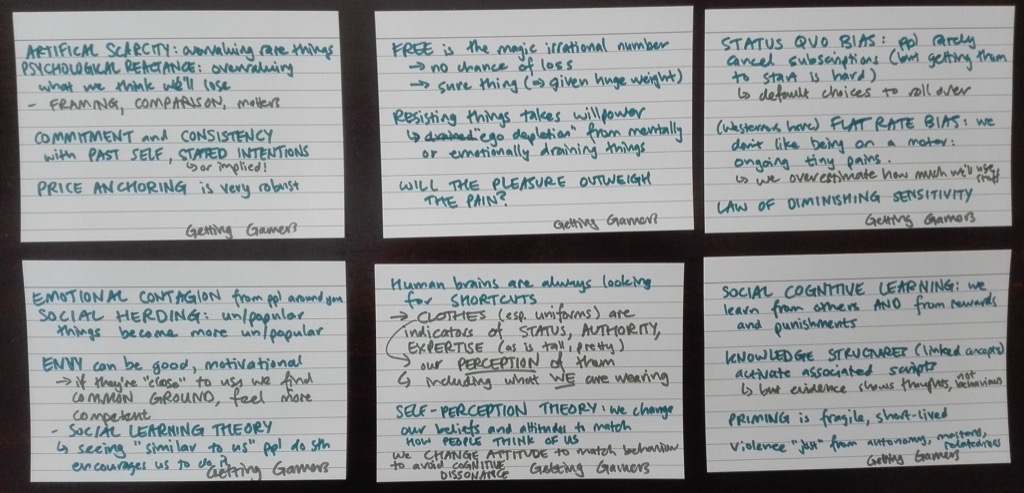 ARTIFICAL SCARCITY: overvaluing rare things
PSYCHOLOGICAL REACTANCE: overvaluing
what we think we'll lose
- FRAMING, COMPARISON, matters
COMMITMENT and CONSISTENCY
with PAST SELF, STATED INTENTIONS
↳ or implied!
PRICE ANCHORING is very robust
Getting Gamers
FREE is the magic irrational number
→ no chance of loss
→ sure thing (⇒ given huge weight)
Resisting things takes willpower
↳ drained "ego depletion" from mentally
or emotionally draining things
WILL THE PLEASURE OUTWEIGH
THE PAIN?
Getting Gamers
STATUS QUO BIAS: ppl rarely
cancel subscriptions (but getting them
to start is hard)
↳ default choices to roll over
(Westerners have) FLAT RATE BIAS: we
don't like being on a meter:
ongoing tiny pains.
↳ we overestimate how much we'll use
stuff
LAW OF DIMINISHING SENSITIVITY
Getting Gamers
EMOTIONAL CONTAGION from ppl around you
SOCIAL HERDING: un/popular
things become more un/popular
ENVY can be good, motivational
→ if they're "close" to us, we find
COMMON GROUND, feel more
competent
- SOCIAL LEARNING THEORY
↳ seeing "similar to us" ppl do sth
encourages us to do it
Getting Gamers
Human brains are always looking
for SHORTCUTS
→ CLOTHES (esp. uniforms) are
indicators of STATUS, AUTHORITY,
EXPERTISE (as is tall, pretty)
→ our PERCEPTION of them
↳ including what WE are wearing
SELF-PERCEPTION THEORY: we change
our beliefs and attitudes to match
HOW PEOPLE THINK OF US
WE CHANGE ATTITUDE to match behaviour
to avoid COGNITIVE
DISSONANCE
Getting Gamers
SOCIAL COGNITIVE LEARNING: we
learn from others AND from rewards
and punishments
KNOWLEDGE STRUCTURES (linked concepts)
activate associated scripts
↳ but evidence shows thoughts, not
behaviours
PRIMING is fragile, short-lived
Violence "joy" from autonomy, mastery,
relatedness
Getting Gamers